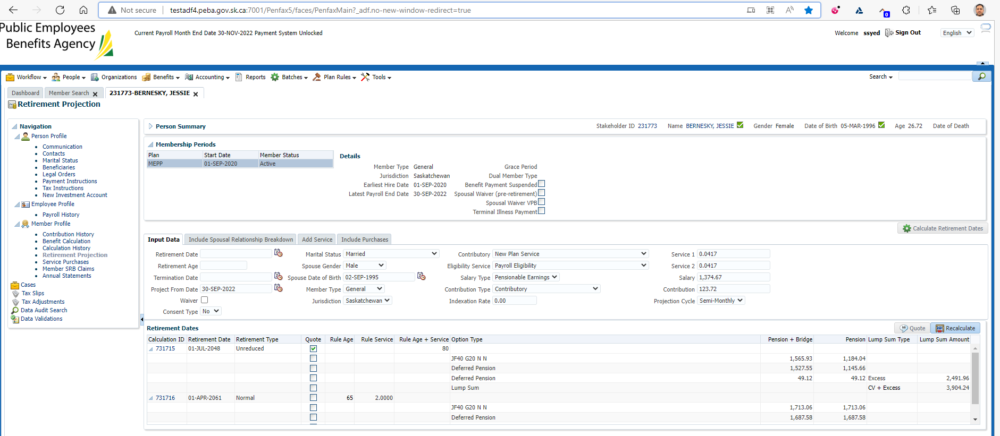 Not secure testadf4.peba.gov.sk.ca:7001/Penfax5/faces/PenfaxMain?_adf.no-new-window-redirect=true
0
Public Employees
Benefits Agency
Current Payroll Month End Date 30-NOV-2022 Payment System Unlocked
Welcome ssyed Sign Out English
Workflow People Organizations Benefits Accounting Reports Batches Plan Rules Tools Search
Dashboard Member Search 231773-BERNESKY, JESSIE
Retirement Projection
Navigation
Person Profile
Communication
Contacts
Marital Status
Beneficiaries
Legal Orders
Payment Instructions
Tax Instructions
New Investment Account
Employee Profile
Payroll History
Member Profile
Contribution History
Benefit Calculation
Calculation History
Retirement Projection
Service Purchases
Member SRB Claims
Annual Statements
Cases
Tax Slips
Tax Adjustments
Data Audit Search
Data Validations
Person Summary Stakeholder ID 231773 Name BERNESKY, JESSIE Gender Female Date of Birth 05-MAR-1996 Age 26.72 Date of Death
Membership Periods
Plan Start Date Member Status
MEPP 01-SEP-2020 Active
Details
Member Type General Grace Period
Jurisdiction Saskatchewan Dual Member Type
Earliest Hire Date 01-SEP-2020 Benefit Payment Suspended
Latest Payroll End Date 30-SEP-2022 Spousal Waiver (pre-retirement)
Spousal Waiver VPB
Terminal Illness Payment
Calculate Retirement Dates
Input Data Include Spousal Relationship Breakdown Add Service Include Purchases
Retirement Date Marital Status Married Contributory New Plan Service Service 1 0.0417
Retirement Age Spouse Gender Male Eligibility Service Payroll Eligibility Service 2 0.0417
Termination Date Spouse Date of Birth 02-SEP-1995 Salary Type Pensionable Earnings Salary 1,374.67
Project From Date 30-SEP-2022 Member Type General Contribution Type Contributory Contribution 123.72
Waiver Jurisdiction Saskatchewan Indexation Rate 0.00 Projection Cycle Semi-Monthly
Consent Type No
Retirement Dates Quote Recalculate
Calculation ID Retirement Date Retirement Type Quote Rule Age Rule Service Rule Age + Service Option Type Pension + Bridge Pension Lump Sum Type Lump Sum Amount
731715 01-JUL-2048 Unreduced 80
JF40 G20 N N 1,565.93 1,184.04
Deferred Pension 1,527.55 1,145.66
Deferred Pension 49.12 49.12 Excess 2,491.96
Lump Sum CV + Excess 3,904.24
731716 01-APR-2061 Normal 65 2.0000
JF40 G20 N N 1,713.06 1,713.06
Deferred Pension 1,687.58 1,687.58